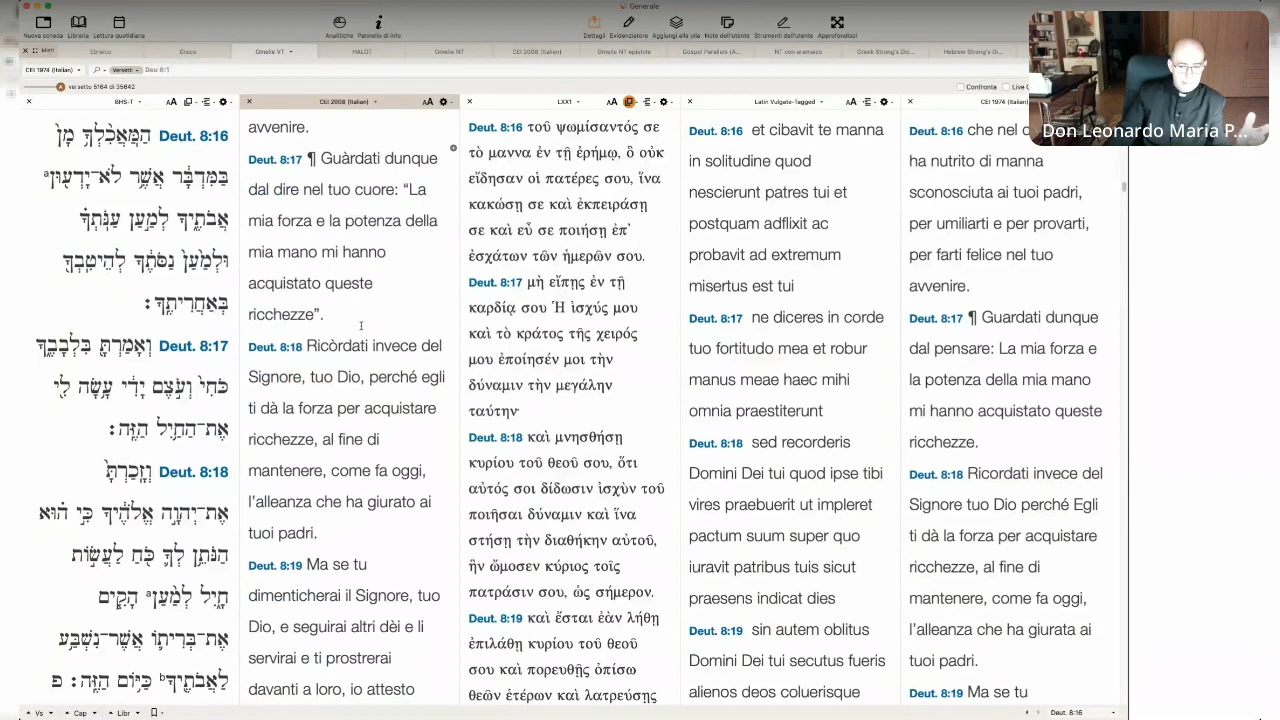 Generale
Nuova scheda Libreria Lettura quotidiana
Analitiche Pannello di info
Dettagli Evidenziatore Aggiungi alla pila Note dell'utente Strumenti dell'utente Approfondisci
Mirti Ebraico Greco Omelie VT HALOT Omelie NT CEI 2008 (Italian) Omelie NT epistole Gospel Parallels (A... NT con aramaico Greek Strong's Dic... Hebrew Strong's Di...
CEI 1974 (Italian) Versetti Deu 6:1
versetto 5164 di 35642
Confronta Live
BHS-T
Deut. 8:16 הַמַּאֲכִֽלְךָ֥ מָן֙
בַּמִּדְבָּ֔ר אֲשֶׁ֥ר לֹא־יָדְע֖וּןa
אֲבֹתֶ֑יךָ לְמַ֣עַן עַנֹּֽתְךָ֗
וּלְמַ֙עַן֙ נַסֹּתֶ֔ךָ לְהֵיטִֽבְךָ֖
בְּאַחֲרִיתֶֽךָ׃
Deut. 8:17 וְאָמַרְתָּ֖ בִּלְבָבֶ֑ךָ
כֹּחִי֙ וְעֹ֣צֶם יָדִ֔י עָ֥שָׂה לִ֖י
אֶת־הַחַ֥יִל הַזֶּֽה׃
Deut. 8:18 וְזָֽכַרְתָּ֙
אֶת־יְהוָ֣ה אֱלֹהֶ֔יךָ כִּ֣י ה֗וּא
הַנֹּתֵ֥ן לְךָ֛ כֹּ֖חַ לַעֲשׂ֣וֹת
חָ֑יִל לְמַ֨עַןa הָקִ֧ים
אֶת־בְּרִית֛וֹ אֲשֶׁר־נִשְׁבַּ֥ע
לַאֲבֹתֶ֖יךָb כַּיּ֥וֹם הַזֶּֽה׃ פ
CEI 2008 (Italian)
avvenire.
Deut. 8:17 ¶ Guàrdati dunque
dal dire nel tuo cuore: “La
mia forza e la potenza della
mia mano mi hanno
acquistato queste
ricchezze”.
Deut. 8:18 Ricòrdati invece del
Signore, tuo Dio, perché egli
ti dà la forza per acquistare
ricchezze, al fine di
mantenere, come fa oggi,
l’alleanza che ha giurato ai
tuoi padri.
Deut. 8:19 Ma se tu
dimenticherai il Signore, tuo
Dio, e seguirai altri dèi e li
servirai e ti prostrerai
davanti a loro, io attesto
LXX1
Deut. 8:16 τοῦ ψωμίσαντός σε
τὸ μαννα ἐν τῇ ἐρήμῳ, ὃ οὐκ
εἴδησαν οἱ πατέρες σου, ἵνα
κακώσῃ σε καὶ ἐκπειράσῃ
σε καὶ εὖ σε ποιήσῃ ἐπ’
ἐσχάτων τῶν ἡμερῶν σου.
Deut. 8:17 μὴ εἴπῃς ἐν τῇ
καρδίᾳ σου Ἡ ἰσχύς μου
καὶ τὸ κράτος τῆς χειρός
μου ἐποίησέν μοι τὴν
δύναμιν τὴν μεγάλην
ταύτην·
Deut. 8:18 καὶ μνησθήσῃ
κυρίου τοῦ θεοῦ σου, ὅτι
αὐτός σοι δίδωσιν ἰσχὺν τοῦ
ποιῆσαι δύναμιν καὶ ἵνα
στήσῃ τὴν διαθήκην αὐτοῦ,
ἣν ὤμοσεν κύριος τοῖς
πατράσιν σου, ὡς σήμερον.
Deut. 8:19 καὶ ἔσται ἐὰν λήθῃ
ἐπιλάθῃ κυρίου τοῦ θεοῦ
σου καὶ πορευθῇς ὀπίσω
θεῶν ἑτέρων καὶ λατρεύσῃς
Latin Vulgate-Tagged
Deut. 8:16 et cibavit te manna
in solitudine quod
nescierunt patres tui et
postquam adflixit ac
probavit ad extremum
misertus est tui
Deut. 8:17 ne diceres in corde
tuo fortitudo mea et robur
manus meae haec mihi
omnia praestiterunt
Deut. 8:18 sed recorderis
Domini Dei tui quod ipse tibi
vires praebuerit ut impleret
pactum suum super quo
iuravit patribus tuis sicut
praesens indicat dies
Deut. 8:19 sin autem oblitus
Domini Dei tui secutus fueris
alienos deos coluerisque
CEI 1974 (Italian)
Deut. 8:16 che nel
ha nutrito di manna
sconosciuta ai tuoi padri,
per umiliarti e per provarti,
per farti felice nel tuo
avvenire.
Deut. 8:17 ¶ Guardati dunque
dal pensare: La mia forza e
la potenza della mia mano
mi hanno acquistato queste
ricchezze.
Deut. 8:18 Ricordati invece del
Signore tuo Dio perché Egli
ti dà la forza per acquistare
ricchezze, al fine di
mantenere, come fa oggi,
l’alleanza che ha giurata ai
tuoi padri.
Deut. 8:19 Ma se tu
Don Leonardo Maria P...
Vs Cap Libr
Deut. 8:16